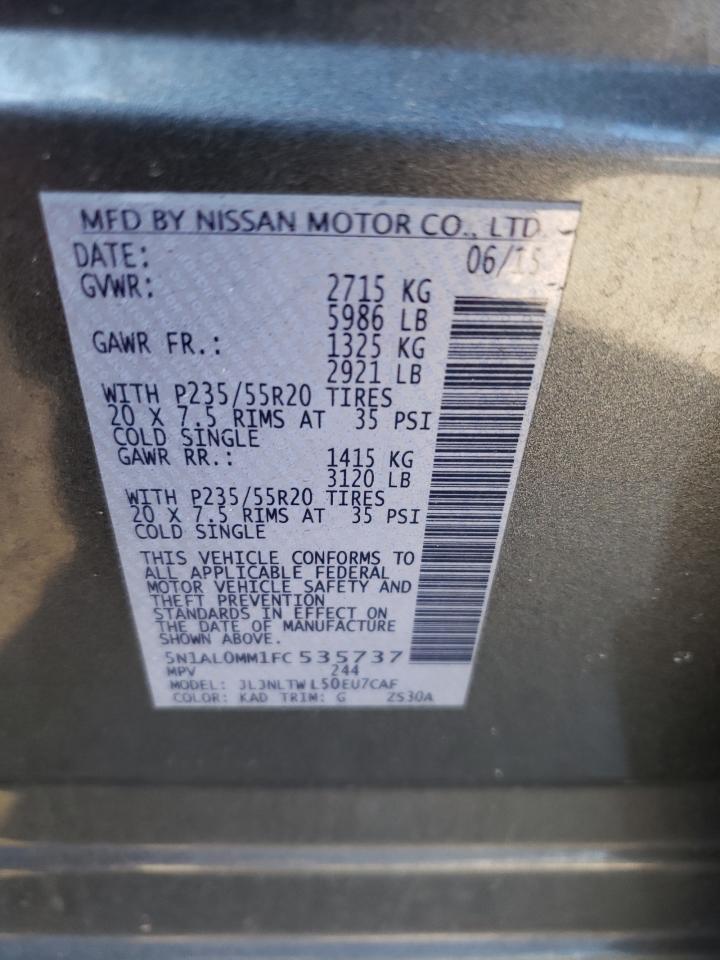 MFD BY NISSAN MOTOR CO., LTD.
DATE: 06/15
GVWR: 2715 KG
5986 LB
GAWR FR.: 1325 KG
2921 LB
WITH P235/55R20 TIRES
20 X 7.5 RIMS AT 35 PSI
COLD SINGLE
GAWR RR.: 1415 KG
3120 LB
WITH P235/55R20 TIRES
20 X 7.5 RIMS AT 35 PSI
COLD SINGLE
THIS VEHICLE CONFORMS TO
ALL APPLICABLE FEDERAL
MOTOR VEHICLE SAFETY AND
THEFT PREVENTION
STANDARDS IN EFFECT ON
THE DATE OF MANUFACTURE
SHOWN ABOVE.
5N1AL0MM1FC535737
MPV 244
MODEL: JLJNLTWL50EU7CAF
COLOR: KAD TRIM: G ZS30A